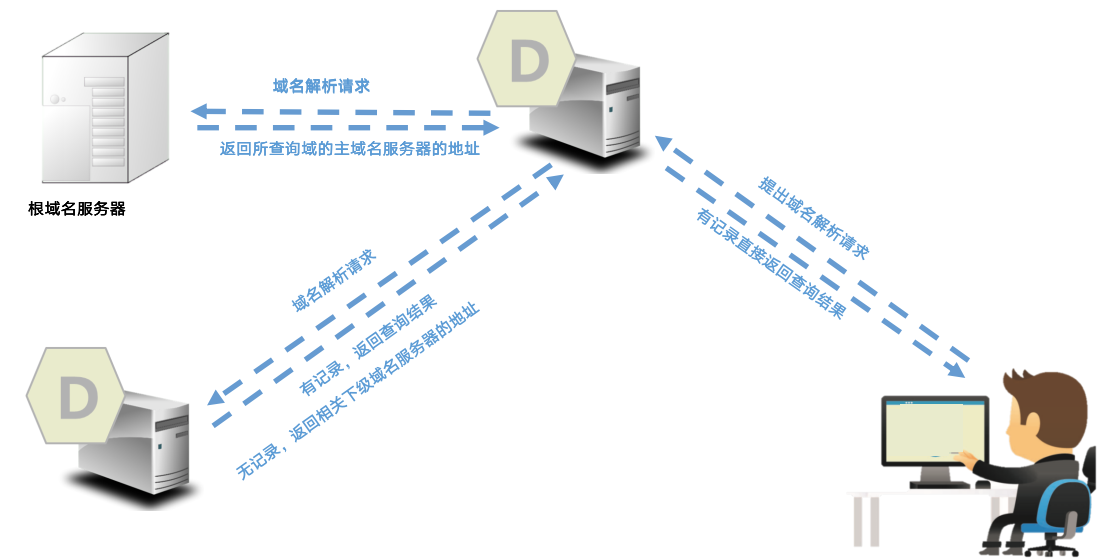 D
域名解析请求
返回所查询域的主域名服务器的地址
根域名服务器
提出域名解析请求
有记录直接返回查询结果
域名解析请求
有记录，返回查询结果
无记录，返回相关下级域名服务器的地址
D